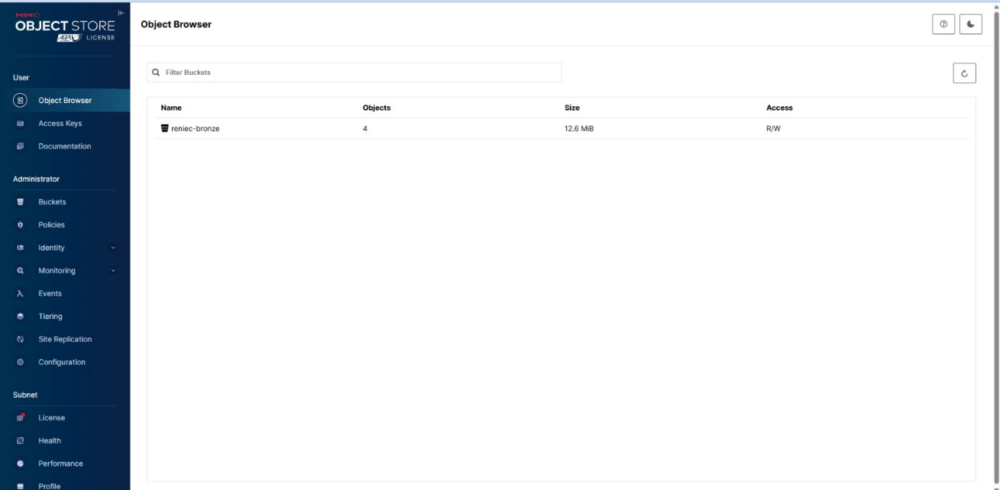 MINIO
OBJECT STORE
AGPLv3 LICENSE
User
Object Browser
Access Keys
Documentation
Administrator
Buckets
Policies
Identity
Monitoring
Events
Tiering
Site Replication
Configuration
Subnet
License
Health
Performance
Profile
Object Browser
Filter Buckets
Name Objects Size Access
reniec-bronze 4 12.6 MiB R/W